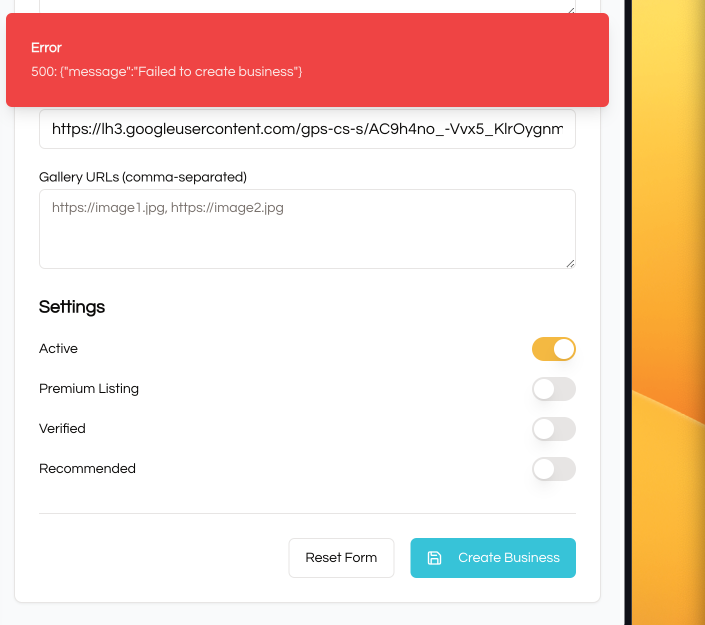 Error
500: {"message":"Failed to create business"}
https://lh3.googleusercontent.com/gps-cs-s/AC9h4no_-Vvx5_KlrOygnm
Gallery URLs (comma-separated)
https://image1.jpg, https://image2.jpg
Settings
Active
Premium Listing
Verified
Recommended
Reset Form
Create Business